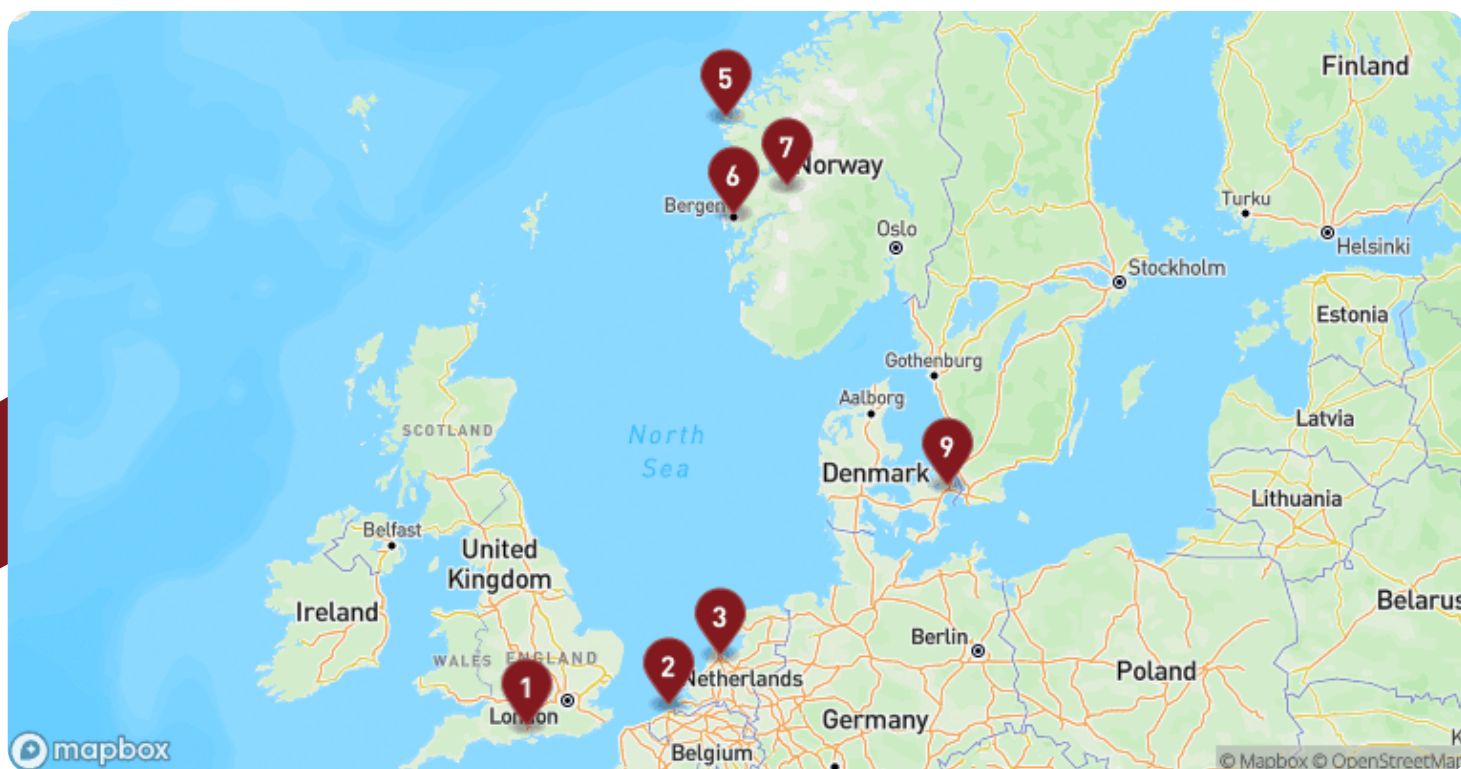 Finland
5
7
Norway
6
Bergen
Turku
Oslo
Helsinki
Stockholm
Estonia
Gothenburg
Aalborg
Latvia
SCOTLAND
North
Sea
9
Denmark
Lithuania
Belfast
United
Kingdom
Ireland
3
Belarus
Berlin
WALES
ENGLAND
2
Netherlands
Poland
1
London
Germany
Belgium
mapbox
© Mapbox © OpenStreetMap